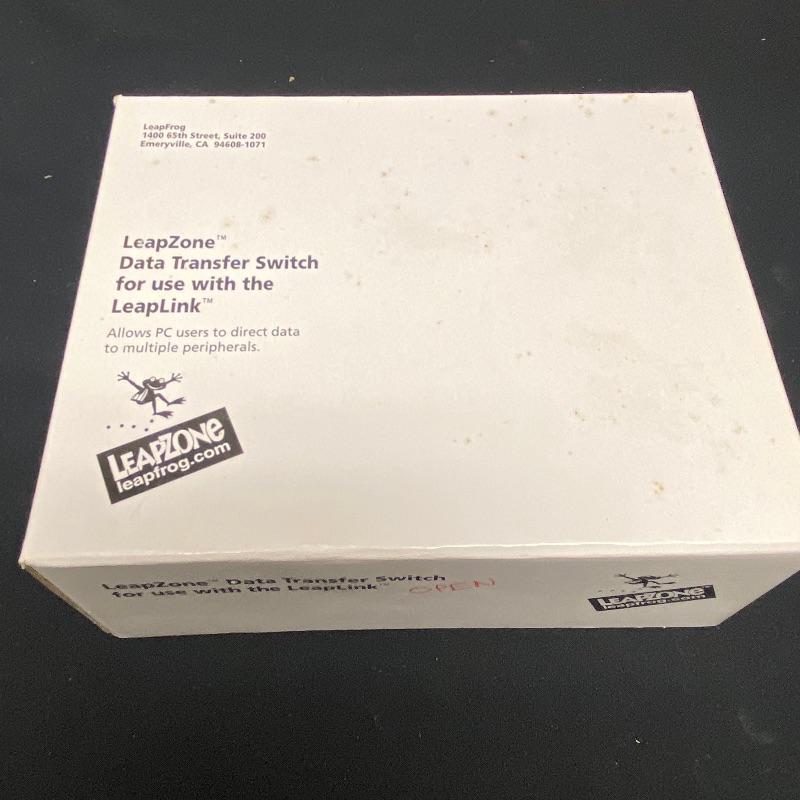 LeapFrog
1400 65th Street, Suite 200
Emeryville, CA 94608-1071
LeapZone™
Data Transfer Switch
for use with the
LeapLink™
Allows PC users to direct data
to multiple peripherals.
LEAPZONE
leapfrog.com
LeapZone™ Data Transfer Switch
for use with the LeapLink™
OPEN
LEAPZONE™
leapfrog.com